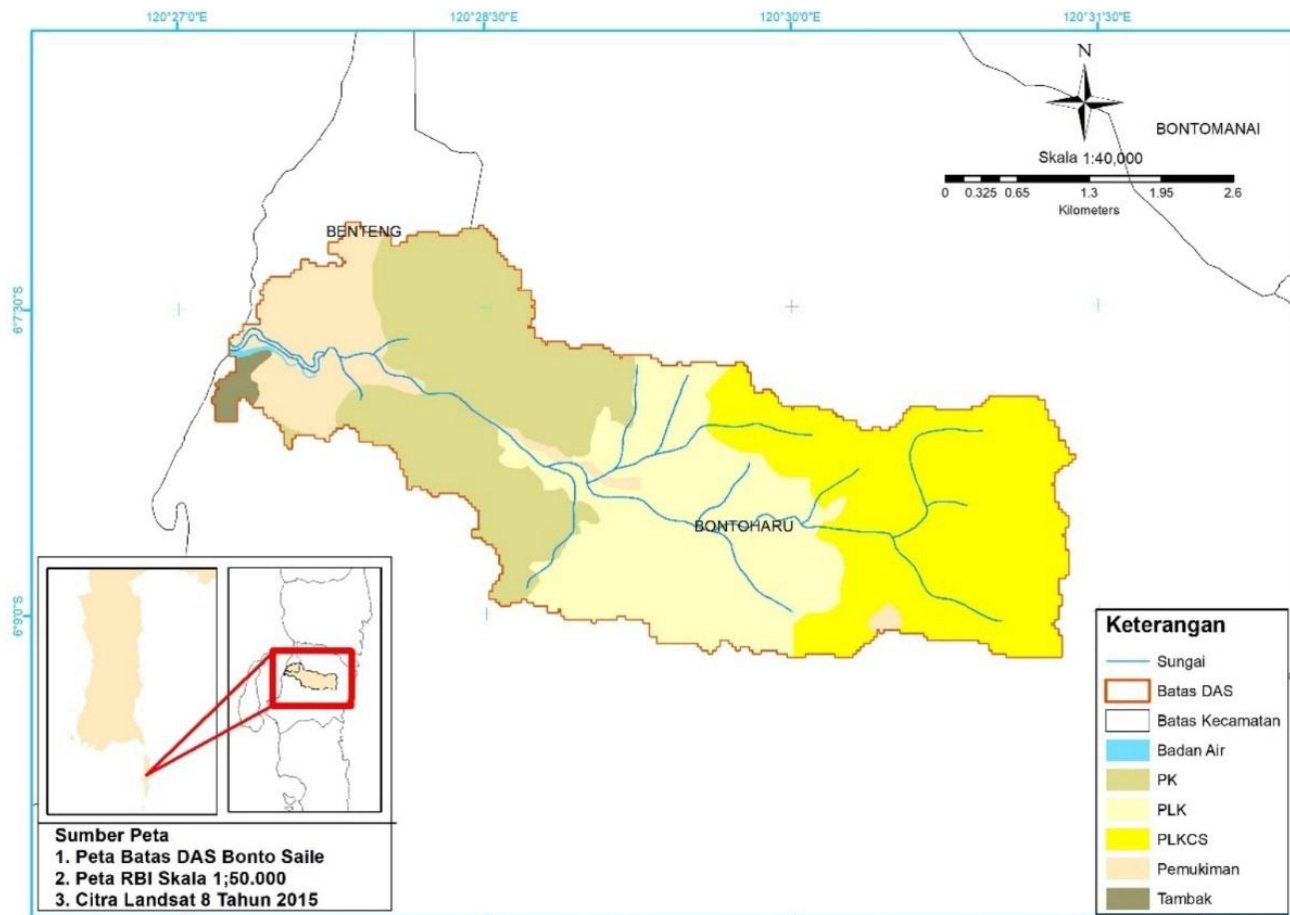 120°27'0"E
120°28'30"E
120°30'0"E
120°31'30"E
N
BONTOMANAI
Skala 1:40,000
0 0.325 0.65 1.3 1.95 2.6
Kilometers
BENTENG
6°7'30"S
BONTOHARU
6°9'0"S
Keterangan
Sungai
Batas DAS
Batas Kecamatan
Badan Air
PK
PLK
PLKCS
Pemukiman
Tambak
Sumber Peta
1. Peta Batas DAS Bonto Saile
2. Peta RBI Skala 1;50.000
3. Citra Landsat 8 Tahun 2015